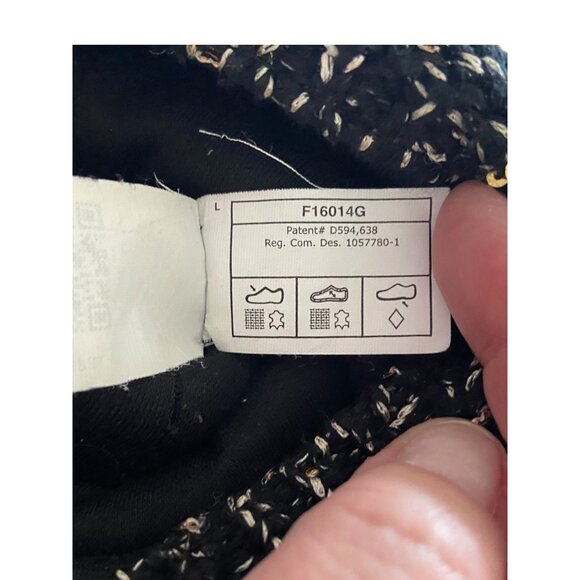 L
F16014G
Patent# D594,638
Reg. Com. Des. 1057780-1